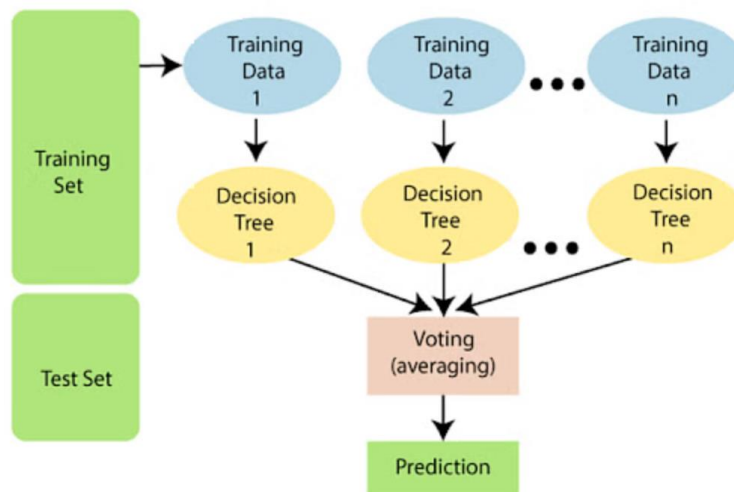 Training
Set
Test Set
Training
Data
1
Training
Data
2
Training
Data
n
Decision
Tree
1
Decision
Tree
2
Decision
Tree
n
Voting
(averaging)
Prediction